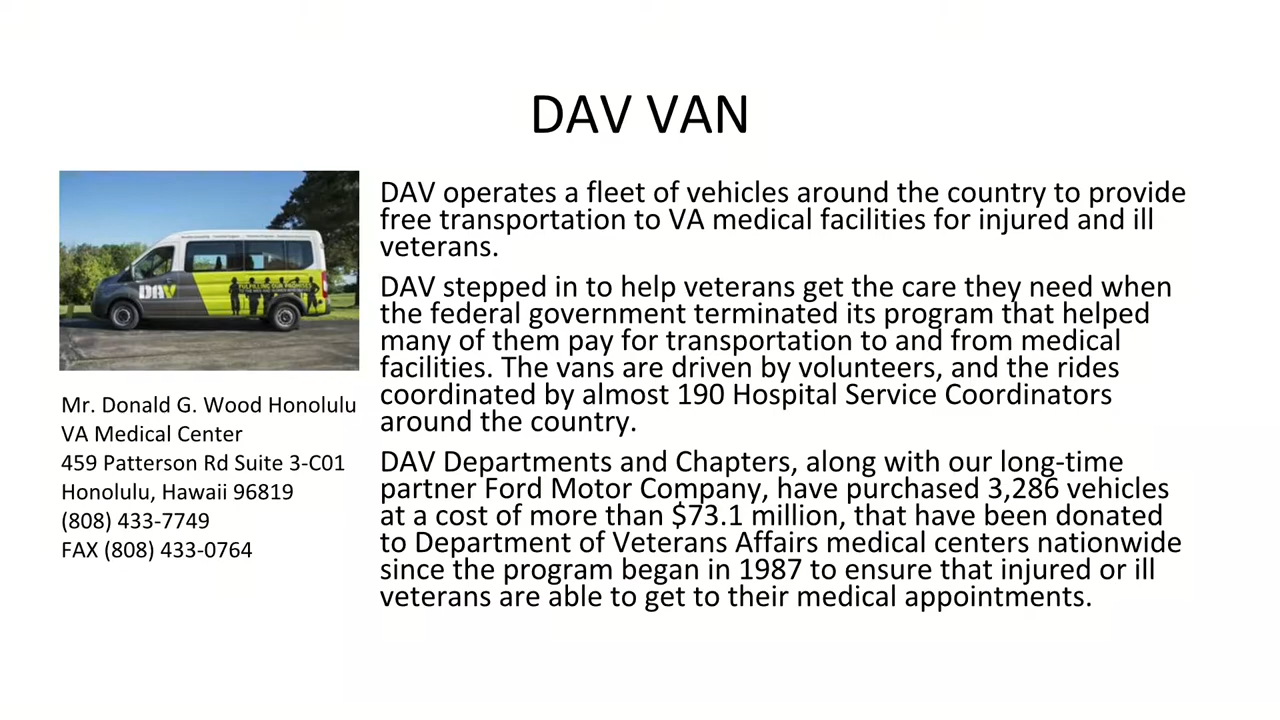 DAV VAN
DAV
FULFILLING OUR PROMISES
Mr. Donald G. Wood Honolulu
VA Medical Center
459 Patterson Rd Suite 3-C01
Honolulu, Hawaii 96819
(808) 433-7749
FAX (808) 433-0764
DAV operates a fleet of vehicles around the country to provide
free transportation to VA medical facilities for injured and ill
veterans.
DAV stepped in to help veterans get the care they need when
the federal government terminated its program that helped
many of them pay for transportation to and from medical
facilities. The vans are driven by volunteers, and the rides
coordinated by almost 190 Hospital Service Coordinators
around the country.
DAV Departments and Chapters, along with our long-time
partner Ford Motor Company, have purchased 3,286 vehicles
at a cost of more than $73.1 million, that have been donated
to Department of Veterans Affairs medical centers nationwide
since the program began in 1987 to ensure that injured or ill
veterans are able to get to their medical appointments.